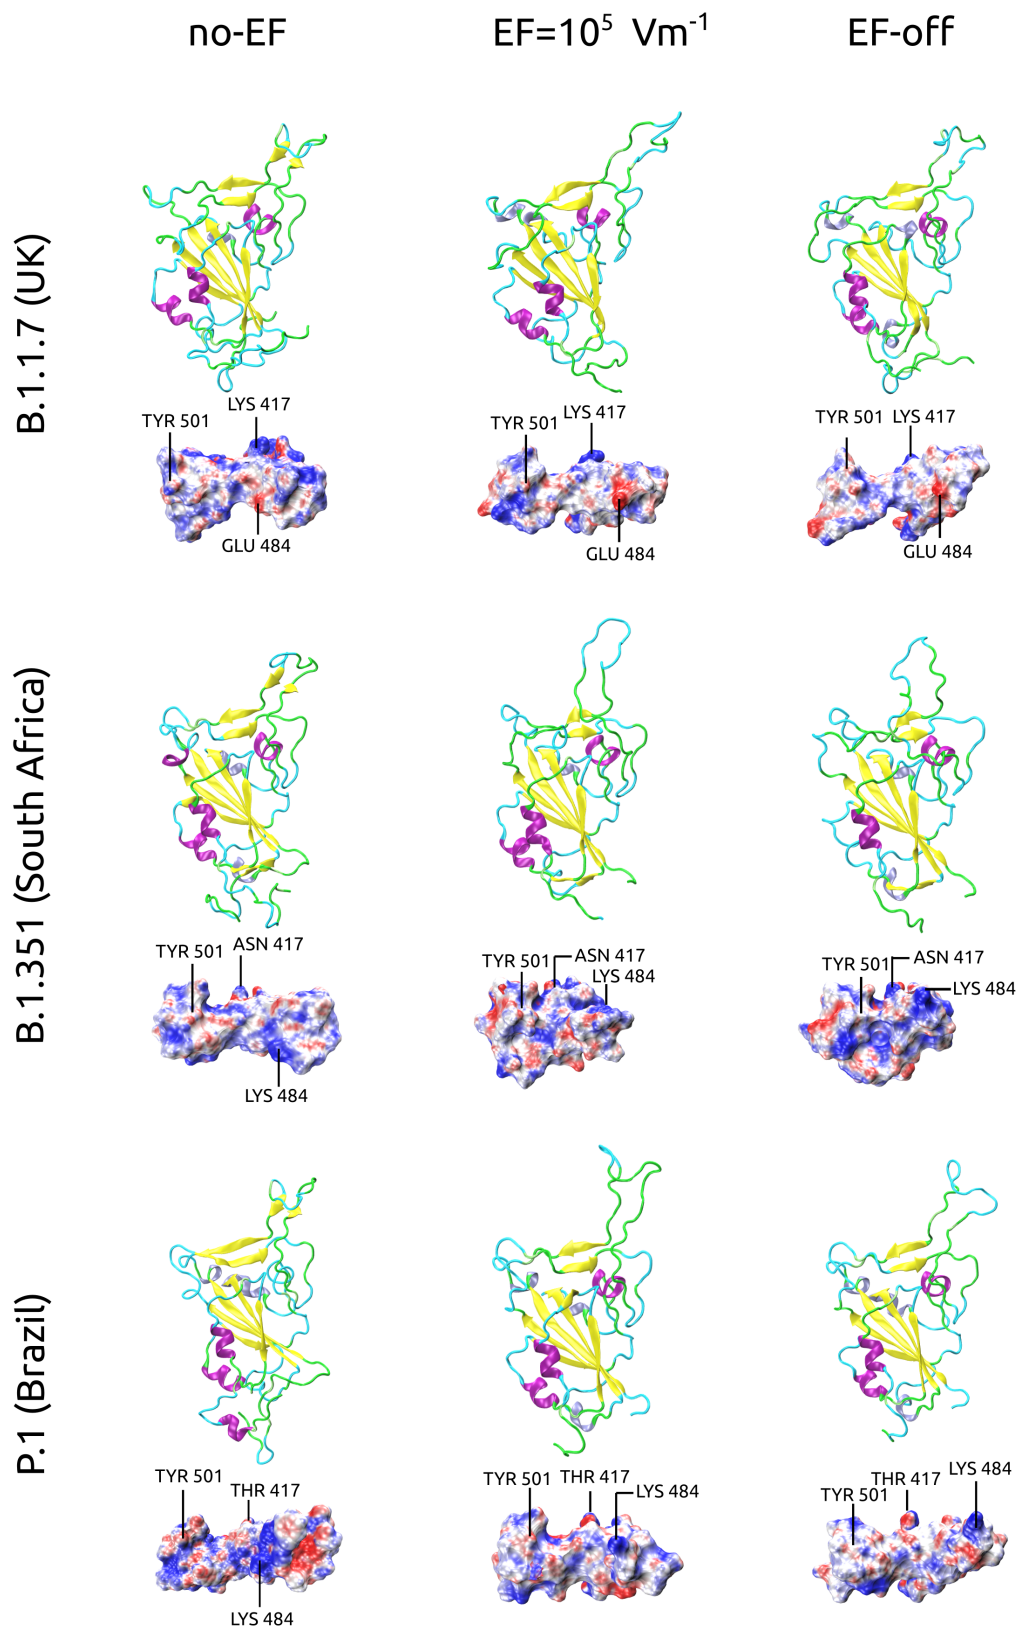 no-EF
EF=10⁵ Vm⁻¹
EF-off
B.1.1.7 (UK)
TYR 501
LYS 417
GLU 484
TYR 501
LYS 417
GLU 484
TYR 501
LYS 417
GLU 484
B.1.351 (South Africa)
TYR 501
ASN 417
LYS 484
TYR 501
ASN 417
LYS 484
TYR 501
ASN 417
LYS 484
P.1 (Brazil)
TYR 501
THR 417
LYS 484
TYR 501
THR 417
LYS 484
TYR 501
THR 417
LYS 484